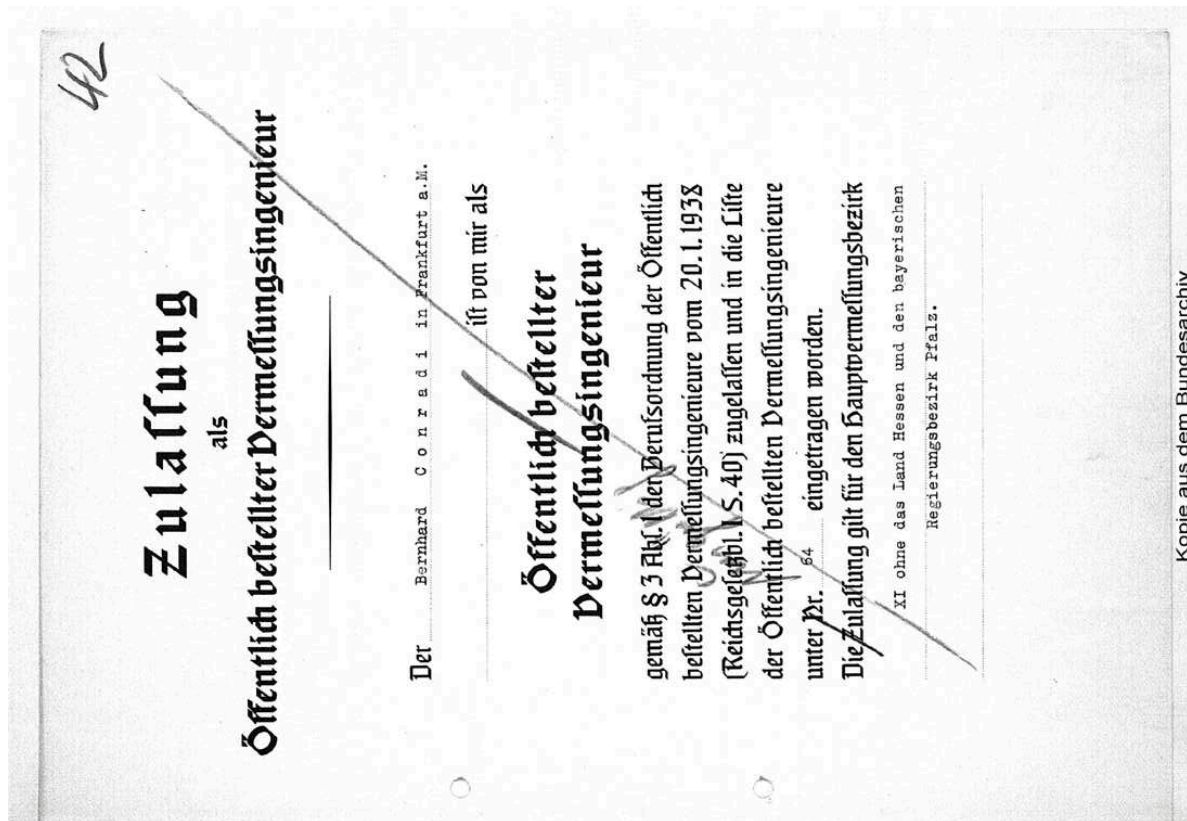 42
Zulassung
als
Öffentlich bestellter Vermessungsingenieur
Der Bernhard Conradi in Frankfurt a.M.
ist von mir als
Öffentlich bestellter
Vermessungsingenieur
gemäß § 3 Abs. 1 der Berufsordnung der Öffentlich
bestellten Vermessungsingenieure vom 20.1.1938
(Reichsgesetzbl. I S. 40) zugelassen und in die Liste
der Öffentlich bestellten Vermessungsingenieure
unter Nr. 64 eingetragen worden.
Die Zulassung gilt für den Hauptvermessungsbezirk
XI ohne das Land Hessen und den bayerischen
Regierungsbezirk Pfalz.
Kopie aus dem Bundesarchiv